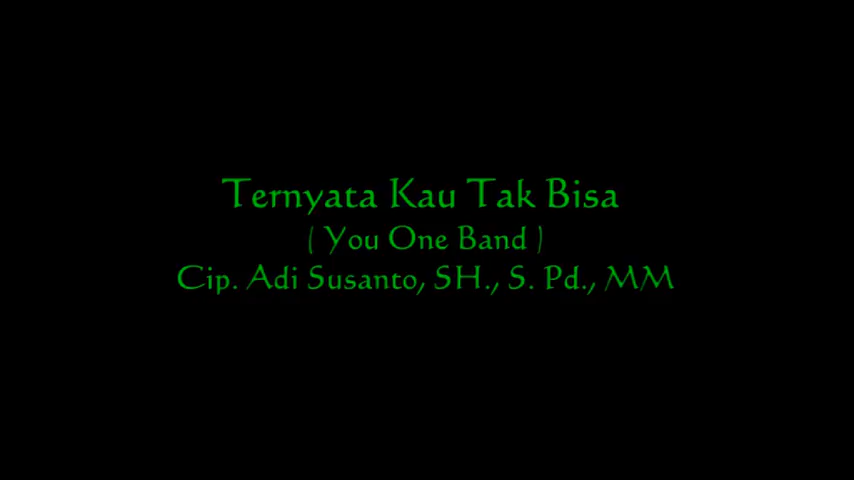 Ternyata Kau Tak Bisa
( You One Band )
Cip. Adi Susanto, SH., S. Pd., MM